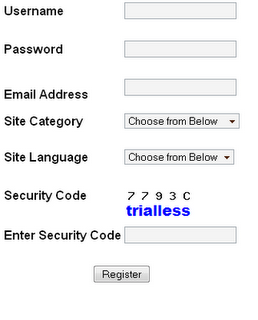 Username
Password
Email Address
Site Category Choose from Below
Site Language Choose from Below
Security Code 7 7 9 3 C
trialless
Enter Security Code
Register